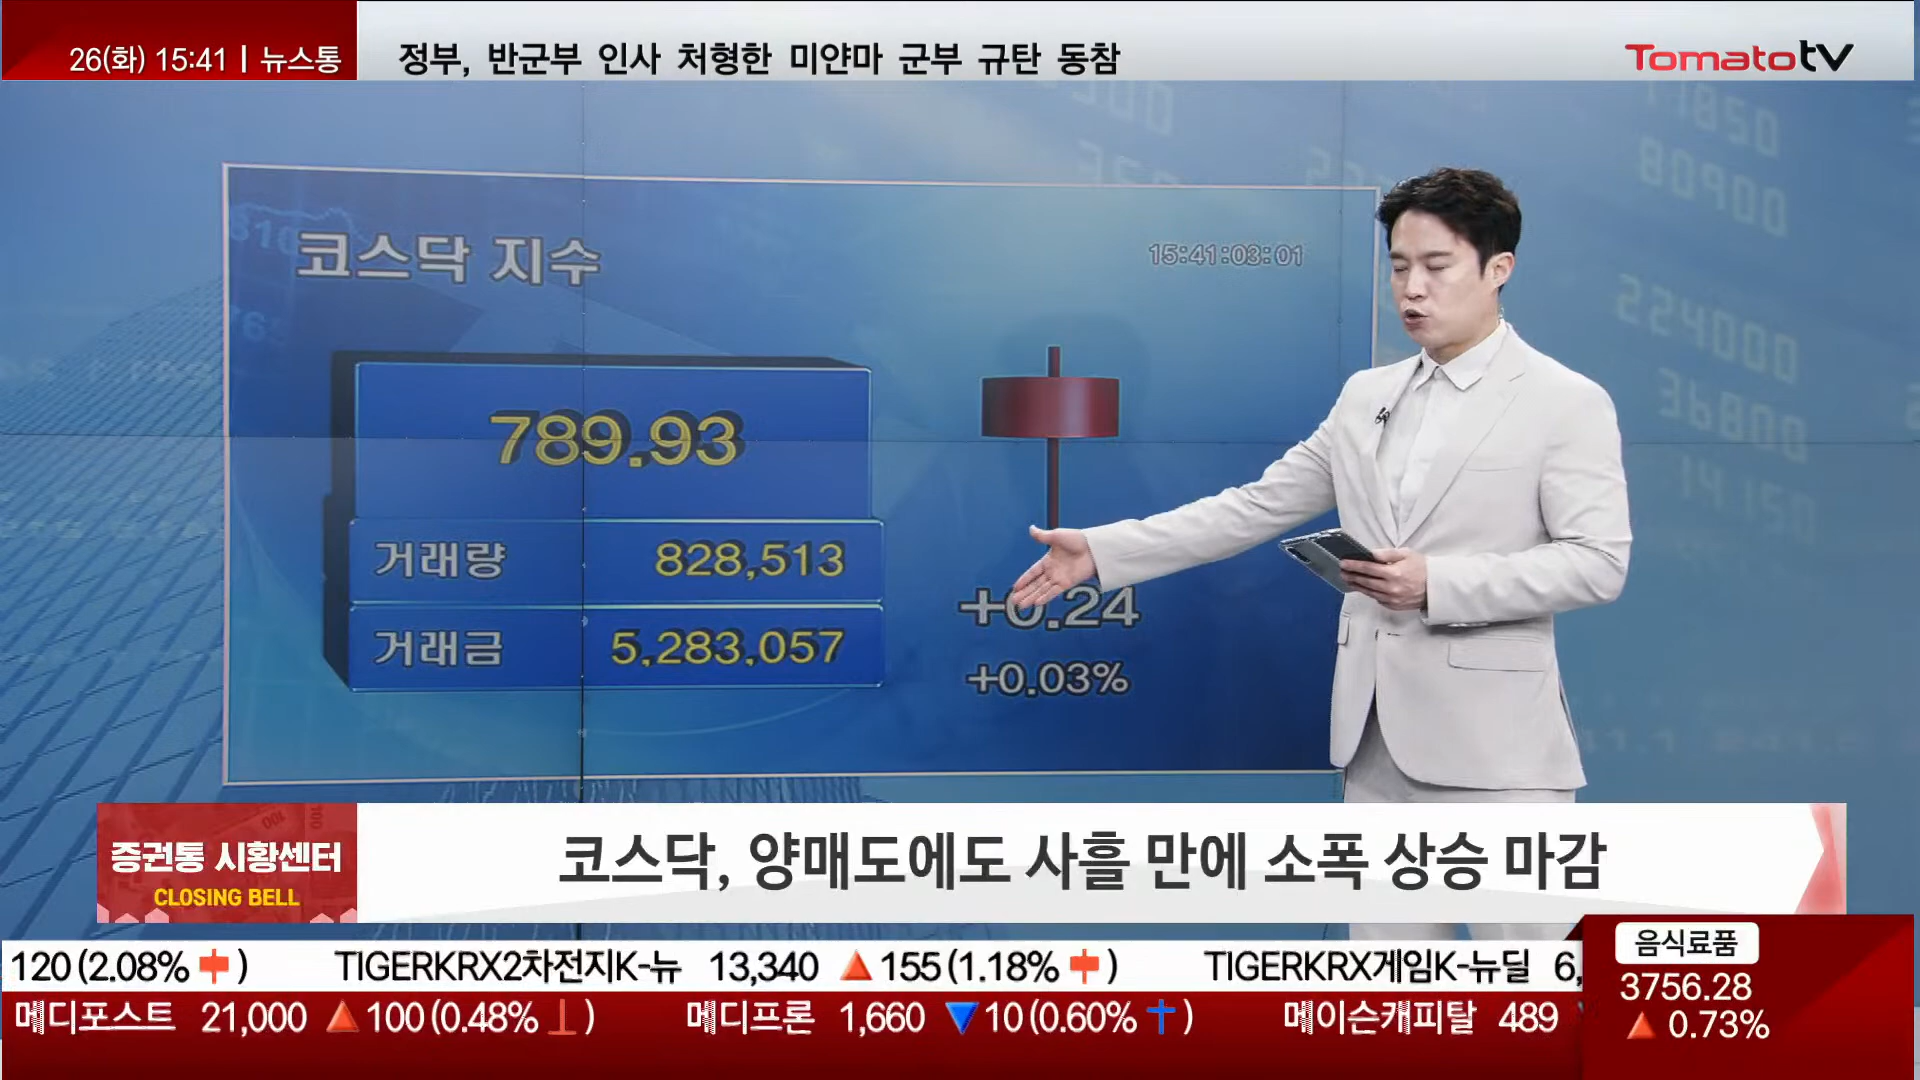 26(화) 15:41 | 뉴스통
정부, 반군부 인사 처형한 미얀마 군부 규탄 동참
Tomatotv
코스닥 지수
15:41:03:01
789.93
거래량 828,513
거래금 5,283,057
+0.24
+0.03%
11850
80900
224000
36800
14150
증권통 시황센터
CLOSING BELL
코스닥, 양매도에도 사흘 만에 소폭 상승 마감
120 (2.08% ) TIGERKRX2차전지K-뉴 13,340 ▲155 (1.18% ) TIGERKRX게임K-뉴딜 6,
메디포스트 21,000 ▲100 (0.48% ) 메디프론 1,660 ▼10 (0.60% ) 메이슨캐피탈 489
음식료품
3756.28
▲ 0.73%